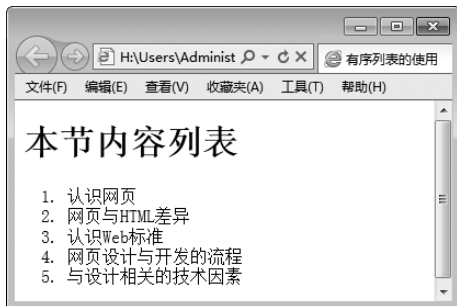 H:\Users\Administ
有序列表的使用
文件(F) 编辑(E) 查看(V) 收藏夹(A) 工具(T) 帮助(H)
本节内容列表
1. 认识网页
2. 网页与HTML差异
3. 认识Web标准
4. 网页设计与开发的流程
5. 与设计相关的技术因素